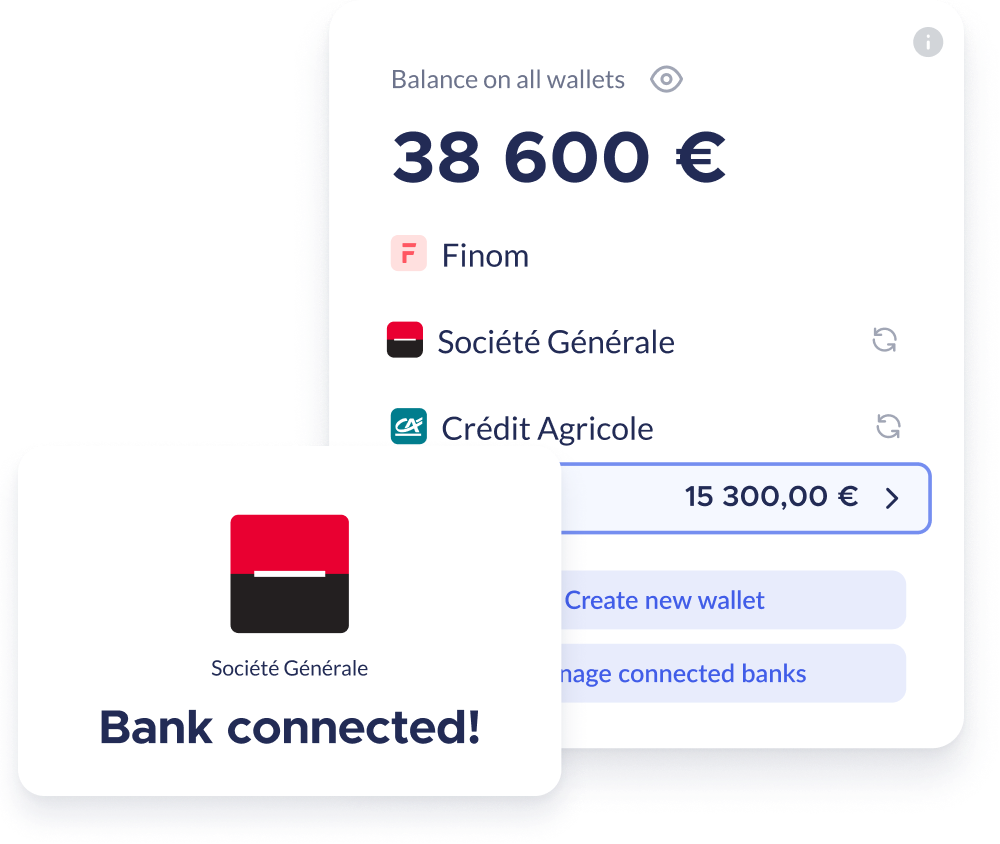 Balance on all wallets
38 600 €
Finom
Société Générale
Crédit Agricole
15 300,00 €
Create new wallet
nage connected banks
Société Générale
Bank connected!